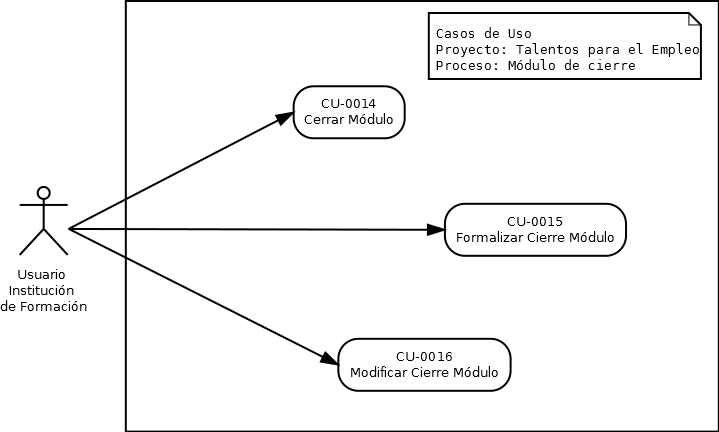 Casos de Uso
Proyecto: Talentos para el Empleo
Proceso: Módulo de cierre
CU-0014
Cerrar Módulo
CU-0015
Formalizar Cierre Módulo
Usuario
Institución
de Formación
CU-0016
Modificar Cierre Módulo